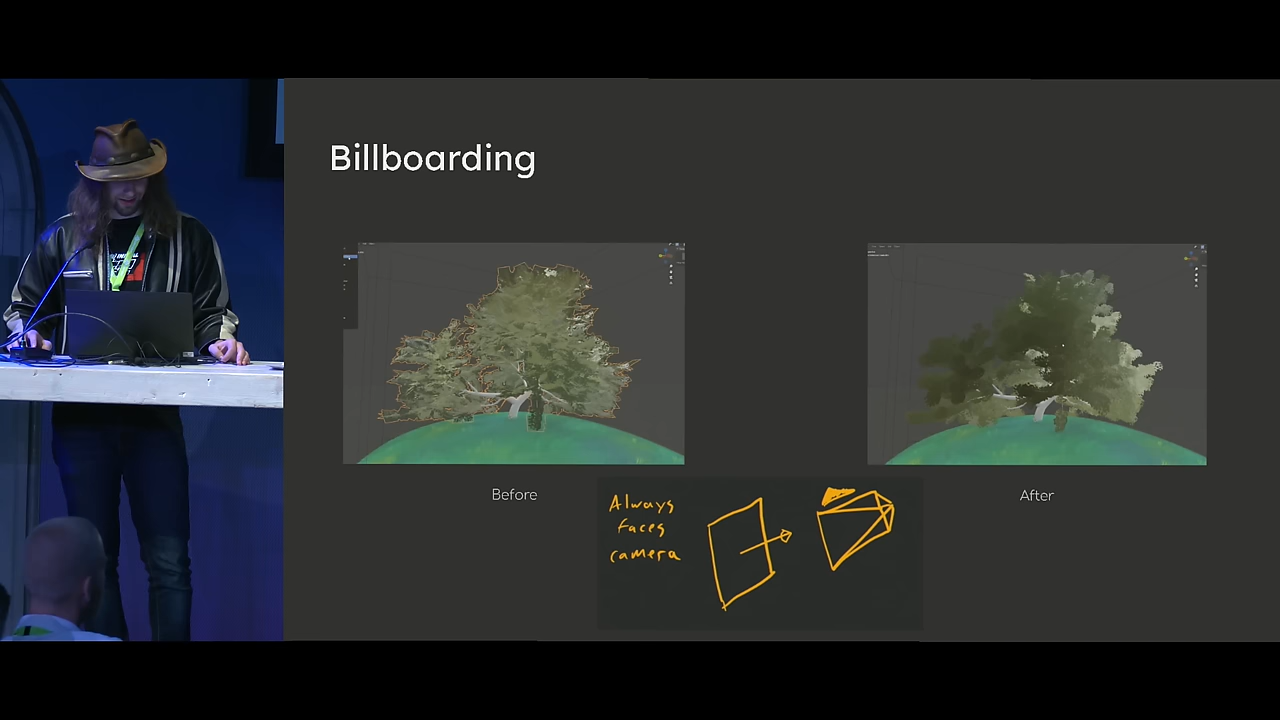 Billboarding
Before
After
Always
faces
camera